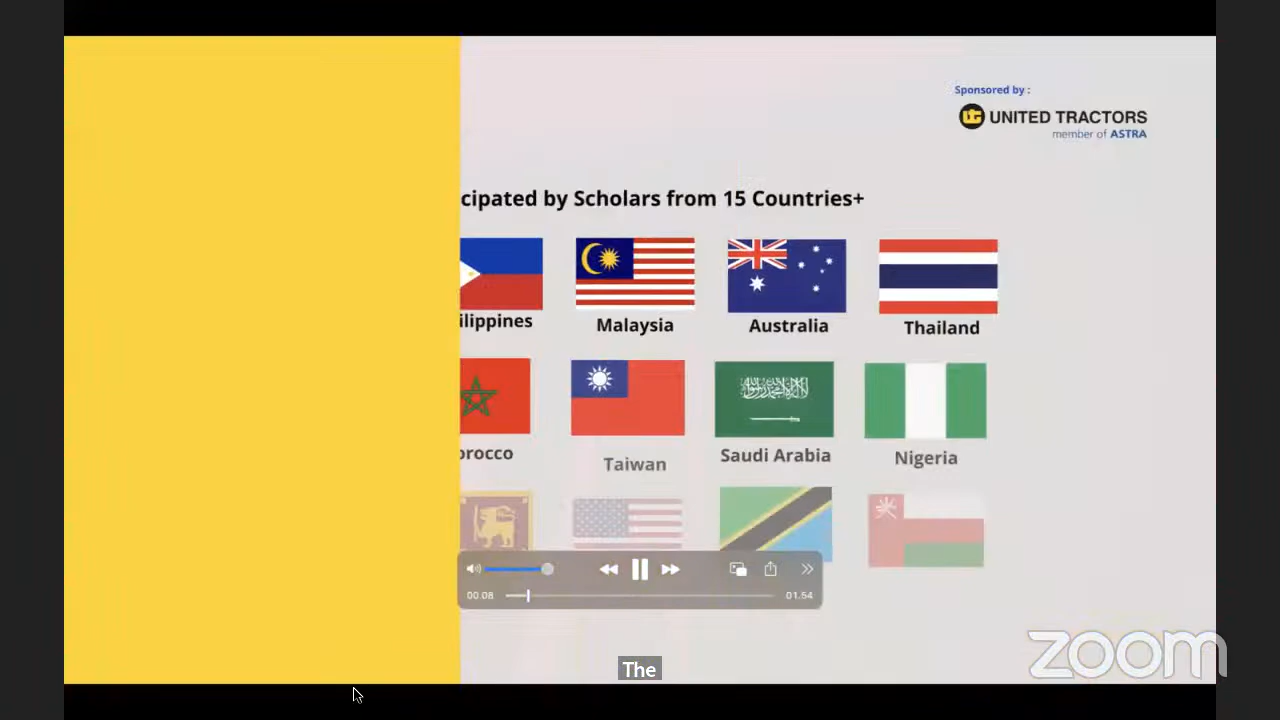 Sponsored by :
UNITED TRACTORS
member of ASTRA
cipated by Scholars from 15 Countries+
ilippines
Malaysia
Australia
Thailand
orocco
Taiwan
Saudi Arabia
Nigeria
00.08
01.54
The
zoom